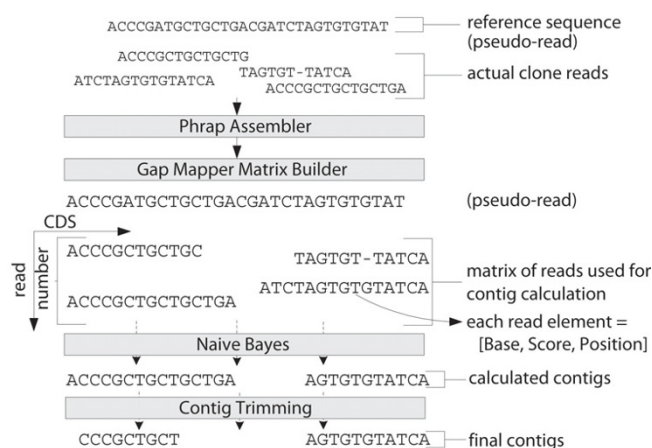 ACCCGATGCTGCTGACGATCTAGTGTGTAT
reference sequence
(pseudo-read)
ACCCGCTGCTGCTG
ATCTAGTGTGTATCA
TAGTGT-TATCA
ACCCGCTGCTGCTGA
actual clone reads
Phrap Assembler
Gap Mapper Matrix Builder
ACCCGATGCTGCTGACGATCTAGTGTGTAT
(pseudo-read)
CDS
read
number
ACCCGCTGCTGC
TAGTGT-TATCA
ACCCGCTGCTGCTGA
ATCTAGTGTGTATCA
matrix of reads used for
contig calculation
each read element =
[Base, Score, Position]
Naive Bayes
ACCCGCTGCTGCTGA
AGTGTGTATCA
calculated contigs
Contig Trimming
CCCGCTGCT
AGTGTGTATCA
final contigs